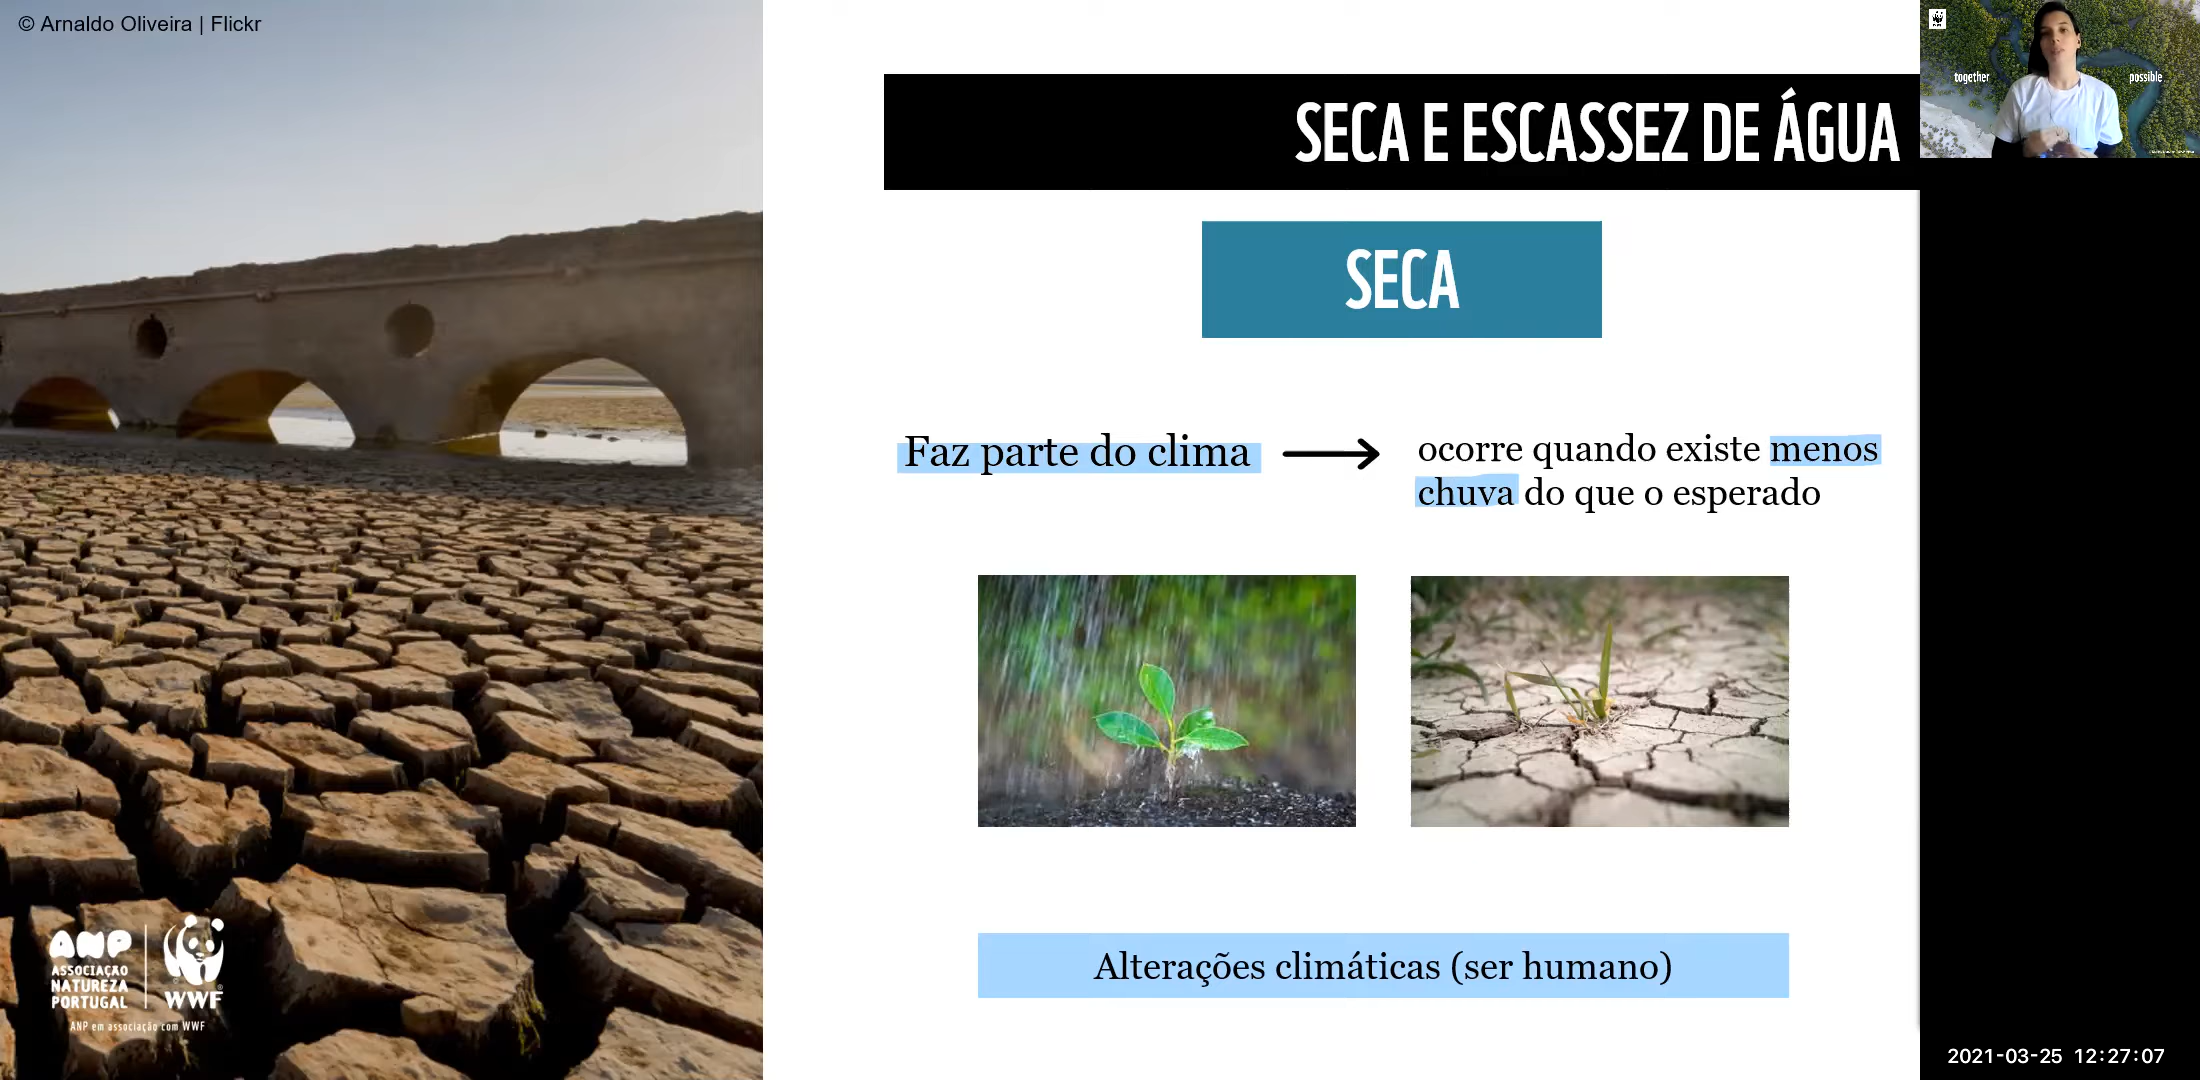 © Arnaldo Oliveira | Flickr
SECA E ESCASSEZ DE ÁGUA
SECA
Faz parte do clima
ocorre quando existe menos
chuva do que o esperado
Alterações climáticas (ser humano)
ANP
ASSOCIAÇÃO
NATUREZA
PORTUGAL
WWF
®
ANP em associação com WWF
together
possible
2021-03-25 12:27:07